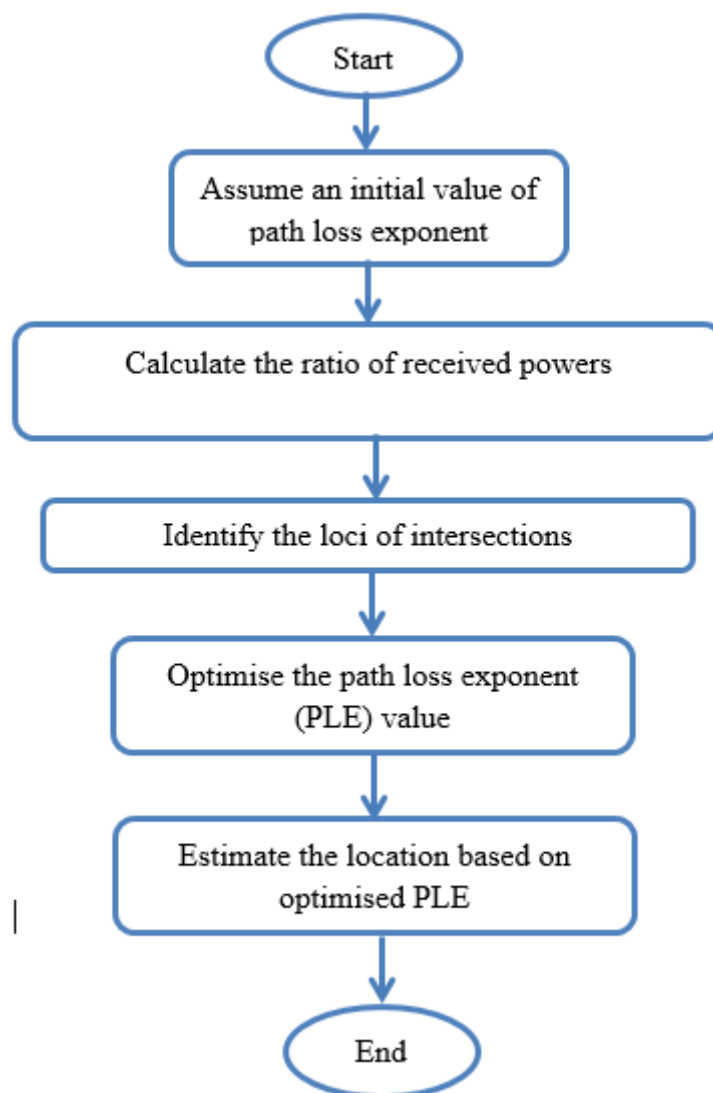 Start
Assume an initial value of
path loss exponent
Calculate the ratio of received powers
Identify the loci of intersections
Optimise the path loss exponent
(PLE) value
Estimate the location based on
optimised PLE
End